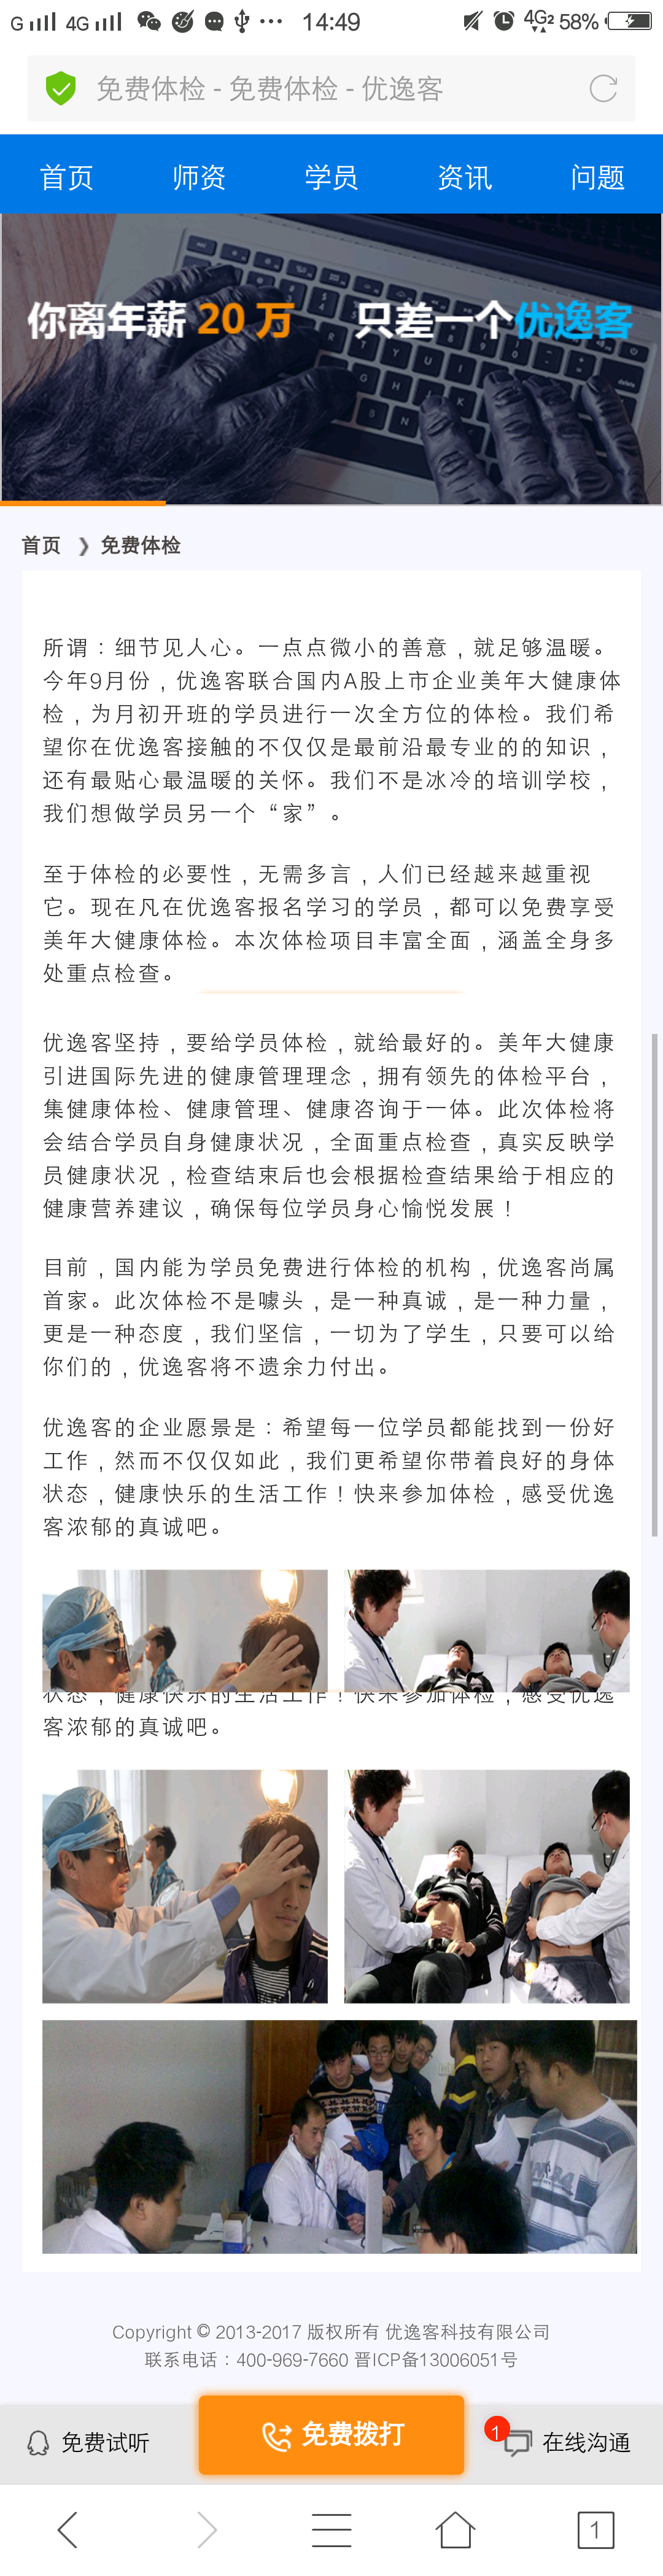 G 4G 14:49 4G2 58%
免费体检 - 免费体检 - 优逸客
首页 师资 学员 资讯 问题
你离年薪 20 万 只差一个优逸客
首页 》 免费体检
所谓：细节见人心。一点点微小的善意，就足够温暖。
今年9月份，优逸客联合国内A股上市企业美年大健康体
检，为月初开班的学员进行一次全方位的体检。我们希
望你在优逸客接触的不仅仅是最前沿最专业的的知识，
还有最贴心最温暖的关怀。我们不是冰冷的培训学校，
我们想做学员另一个“家”。
至于体检的必要性，无需多言，人们已经越来越重视
它。现在凡在优逸客报名学习的学员，都可以免费享受
美年大健康体检。本次体检项目丰富全面，涵盖全身多
处重点检查。
优逸客坚持，要给学员体检，就给最好的。美年大健康
引进国际先进的健康管理理念，拥有领先的体检平台，
集健康体检、健康管理、健康咨询于一体。此次体检将
会结合学员自身健康状况，全面重点检查，真实反映学
员健康状况，检查结束后也会根据检查结果给于相应的
健康营养建议，确保每位学员身心愉悦发展！
目前，国内能为学员免费进行体检的机构，优逸客尚属
首家。此次体检不是噱头，是一种真诚，是一种力量，
更是一种态度，我们坚信，一切为了学生，只要可以给
你们的，优逸客将不遗余力付出。
优逸客的企业愿景是：希望每一位学员都能找到一份好
工作，然而不仅仅如此，我们更希望你带着良好的身体
状态，健康快乐的生活工作！快来参加体检，感受优逸
客浓郁的真诚吧。
状态，健康快乐的生活工作！快来参加体检，感受优逸
客浓郁的真诚吧。
Copyright © 2013-2017 版权所有 优逸客科技有限公司
联系电话：400-969-7660 晋ICP备13006051号
免费试听 免费拨打 1 在线沟通
1